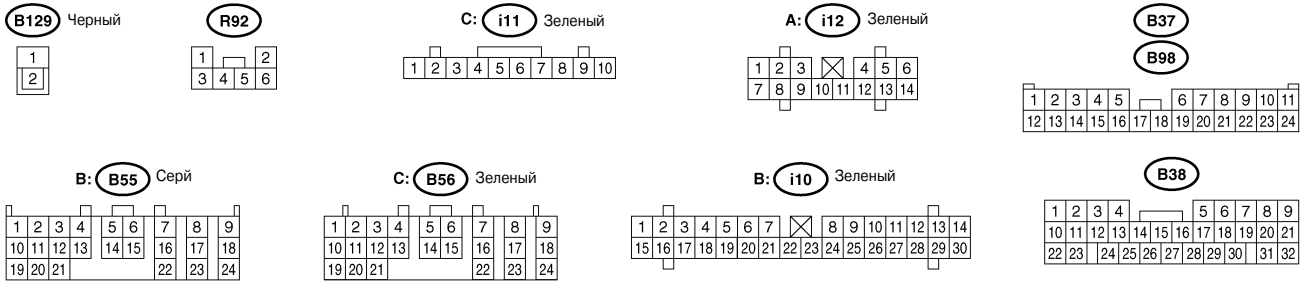 B129 Черный
1
2
R92
1 2
3 4 5 6
C: i11 Зеленый
1 2 3 4 5 6 7 8 9 10
A: i12 Зеленый
1 2 3 4 5 6
7 8 9 10 11 12 13 14
B37
B98
1 2 3 4 5 6 7 8 9 10 11
12 13 14 15 16 17 18 19 20 21 22 23 24
B: B55 Серй
1 2 3 4 5 6 7 8 9
10 11 12 13 14 15 16 17 18
19 20 21 22 23 24
C: B56 Зеленый
1 2 3 4 5 6 7 8 9
10 11 12 13 14 15 16 17 18
19 20 21 22 23 24
B: i10 Зеленый
1 2 3 4 5 6 7 8 9 10 11 12 13 14
15 16 17 18 19 20 21 22 23 24 25 26 27 28 29 30
B38
1 2 3 4 5 6 7 8 9
10 11 12 13 14 15 16 17 18 19 20 21
22 23 24 25 26 27 28 29 30 31 32